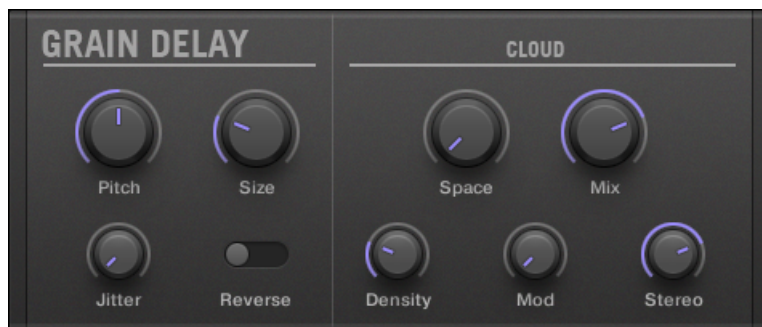 GRAIN DELAY
CLOUD
Pitch
Size
Space
Mix
Jitter
Reverse
Density
Mod
Stereo